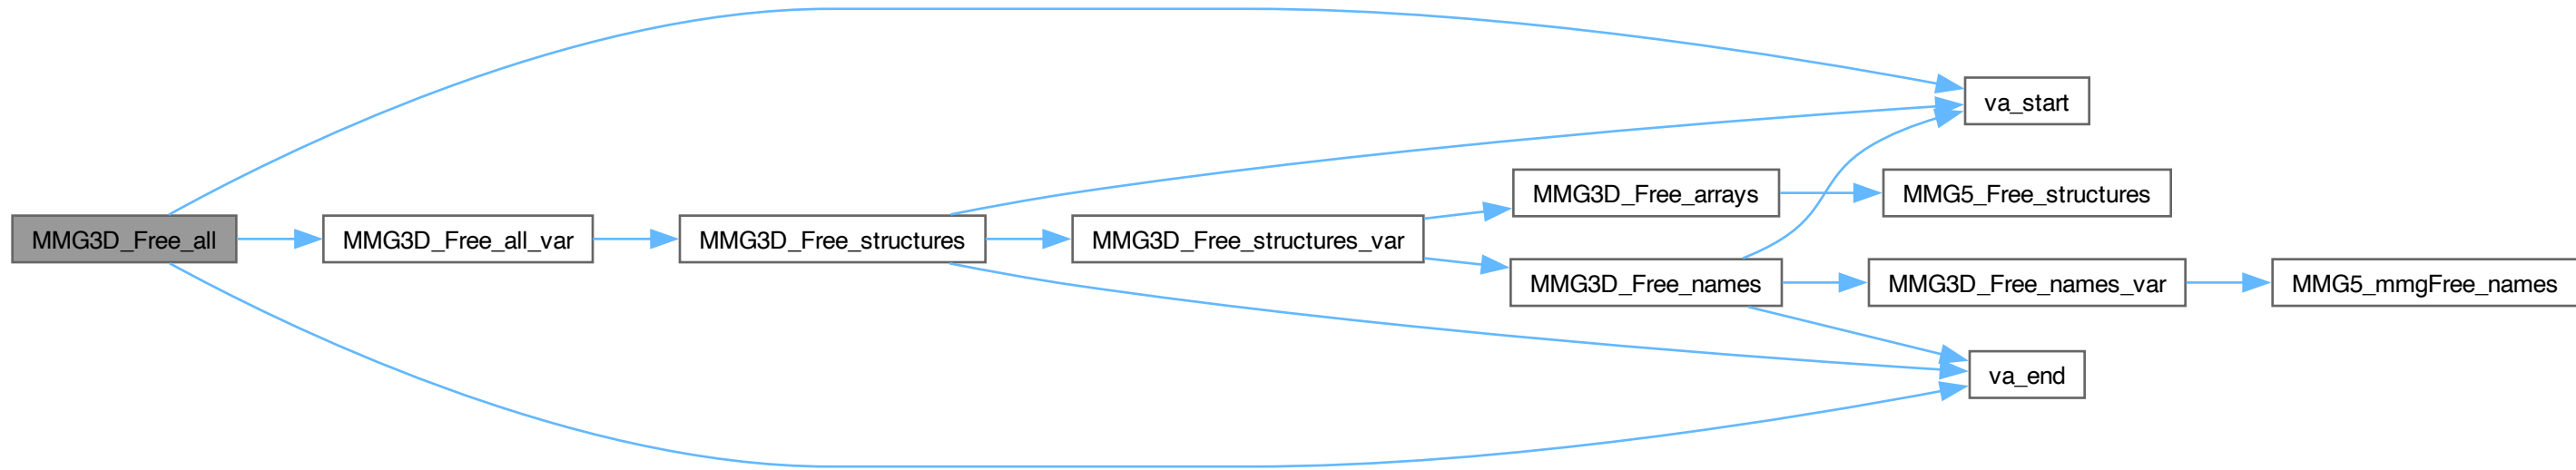 MMG3D_Free_all
MMG3D_Free_all_var
MMG3D_Free_structures
MMG3D_Free_structures_var
MMG3D_Free_arrays
MMG5_Free_structures
MMG3D_Free_names
MMG3D_Free_names_var
MMG5_mmgFree_names
va_start
va_end